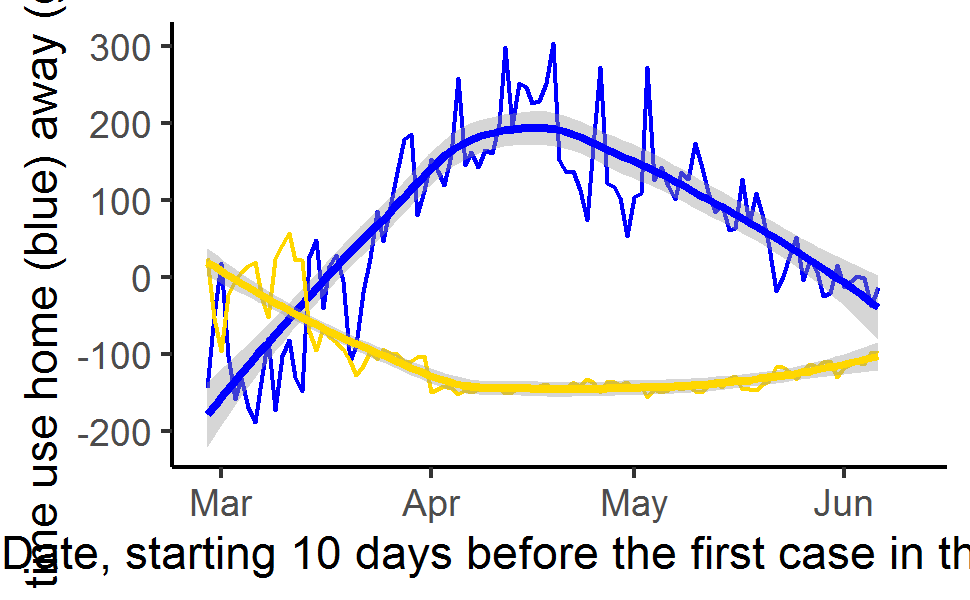 time use home (blue) away (
300
200
100
0
-100
-200
Mar Apr May Jun
Date, starting 10 days before the first case in th